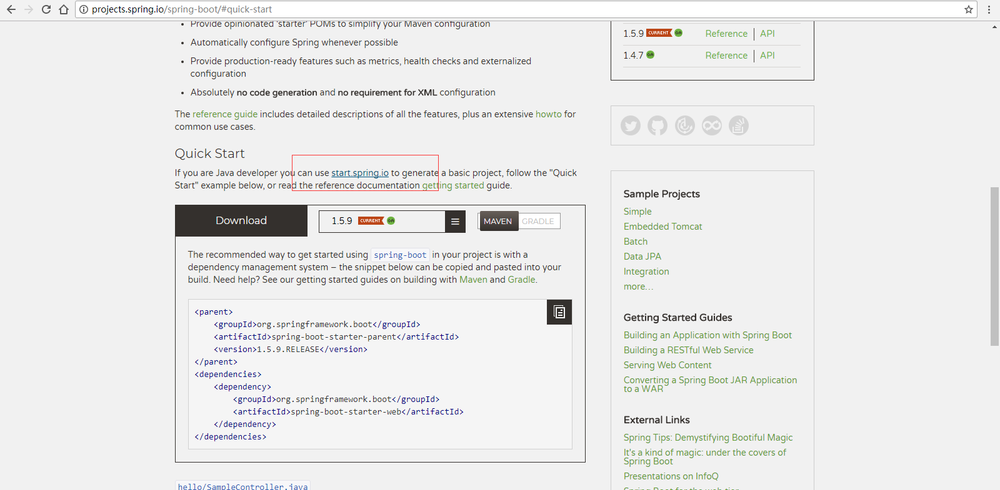 projects.spring.io/spring-boot/#quick-start
Provide opinionated 'starter' POMs to simplify your Maven configuration
Automatically configure Spring whenever possible
Provide production-ready features such as metrics, health checks and externalized
configuration
Absolutely no code generation and no requirement for XML configuration
The reference guide includes detailed descriptions of all the features, plus an extensive howto for
common use cases.
Quick Start
If you are Java developer you can use start.spring.io to generate a basic project, follow the "Quick
Start" example below, or read the reference documentation getting started guide.
Download
1.5.9 CURRENT GA
MAVEN GRADLE
The recommended way to get started using spring-boot in your project is with a
dependency management system – the snippet below can be copied and pasted into your
build. Need help? See our getting started guides on building with Maven and Gradle.
<parent>
    <groupId>org.springframework.boot</groupId>
    <artifactId>spring-boot-starter-parent</artifactId>
    <version>1.5.9.RELEASE</version>
</parent>
<dependencies>
    <dependency>
        <groupId>org.springframework.boot</groupId>
        <artifactId>spring-boot-starter-web</artifactId>
    </dependency>
</dependencies>
hello/SampleController.java
1.5.9 CURRENT GA Reference API
1.4.7 GA Reference API
Sample Projects
Simple
Embedded Tomcat
Batch
Data JPA
Integration
more…
Getting Started Guides
Building an Application with Spring Boot
Building a RESTful Web Service
Serving Web Content
Converting a Spring Boot JAR Application
to a WAR
External Links
Spring Tips: Demystifying Bootiful Magic
It's a kind of magic: under the covers of
Spring Boot
Presentations on InfoQ
Spring Boot for the web tier